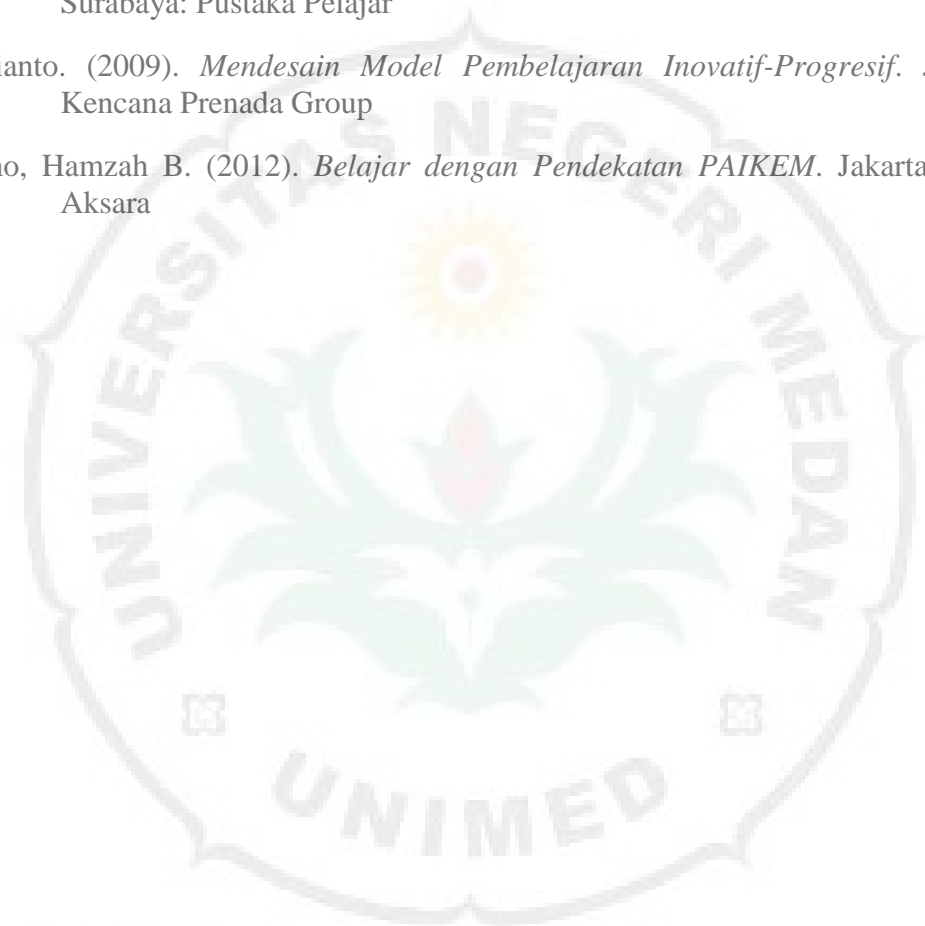 Surabaya: Pustaka Pelajar
ianto. (2009). Mendesain Model Pembelajaran Inovatif-Progresif.
Kencana Prenada Group
no, Hamzah B. (2012). Belajar dengan Pendekatan PAIKEM. Jakarta
Aksara
UNIVERSITAS NEGERI MEDAN
UNIMED